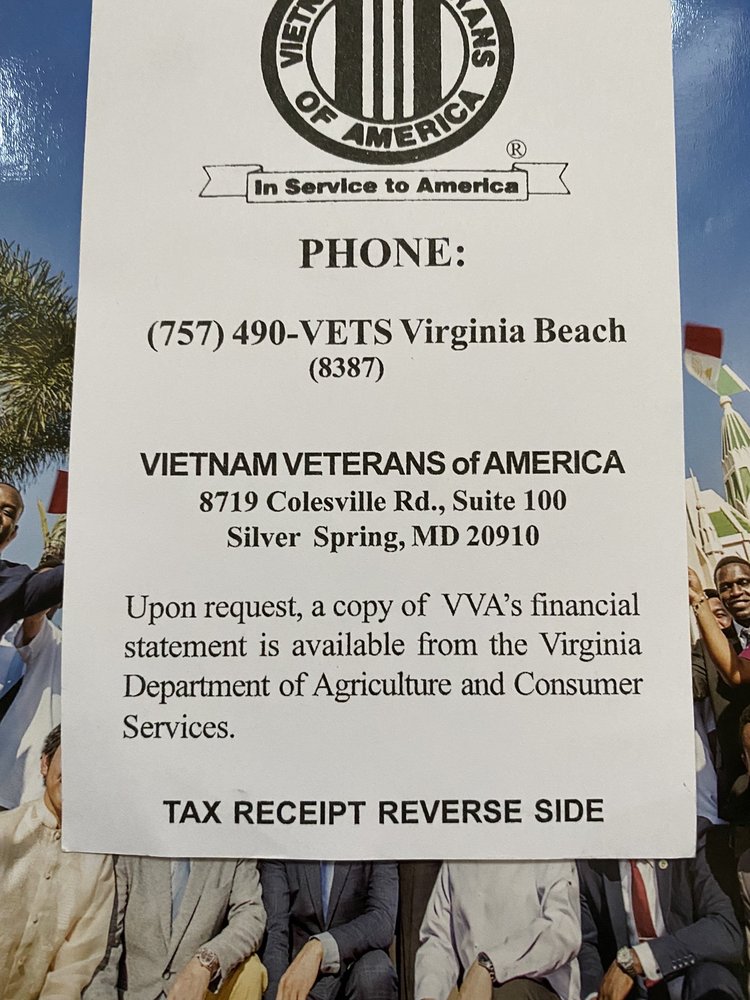 VIETN
RANS
OF AMERICA
®
In Service to America
PHONE:
(757) 490-VETS Virginia Beach
(8387)
VIETNAM VETERANS of AMERICA
8719 Colesville Rd., Suite 100
Silver Spring, MD 20910
Upon request, a copy of VVA's financial
statement is available from the Virginia
Department of Agriculture and Consumer
Services.
TAX RECEIPT REVERSE SIDE